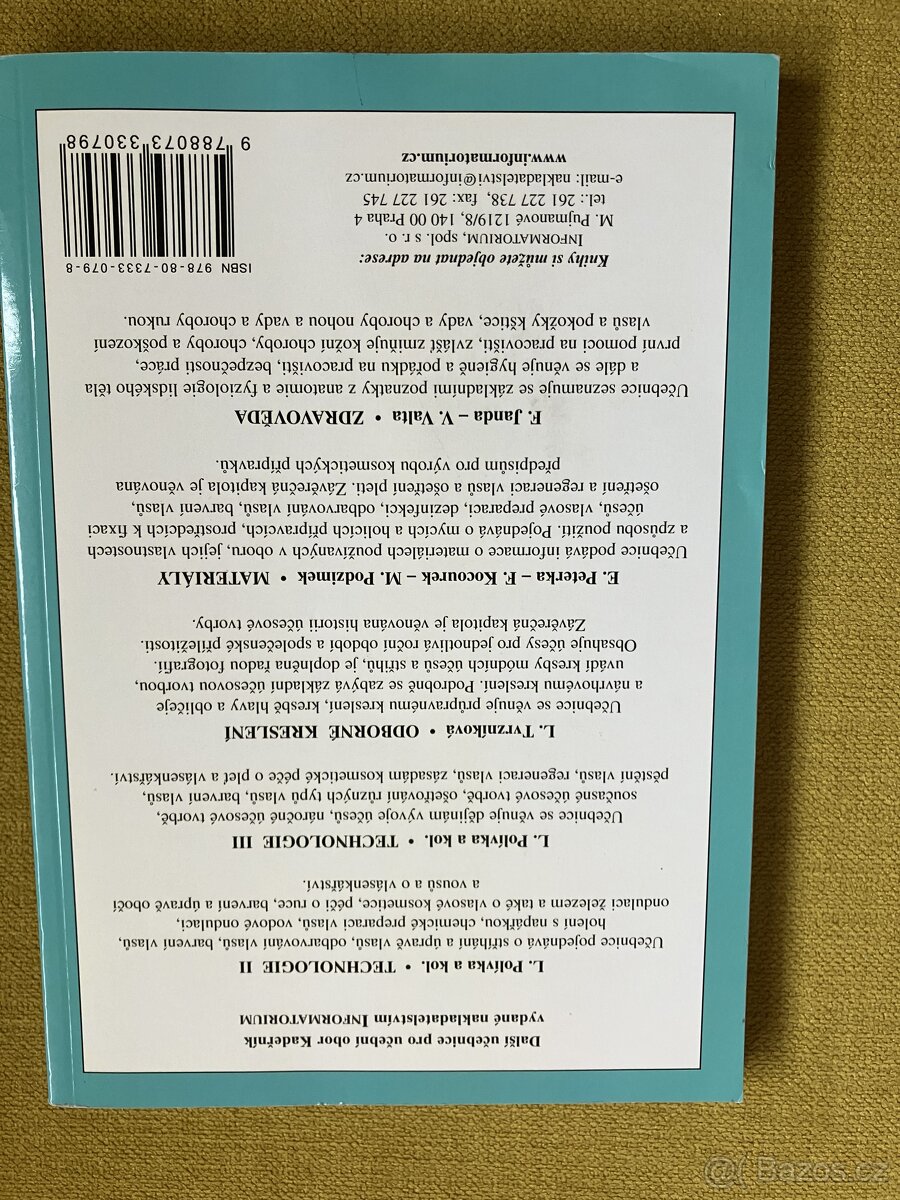 Další učebnice pro učební obor Kadeřník
vydané nakladatelstvím INFORMATORIUM
L. Polívka a kol. • TECHNOLOGIE II
Učebnice pojednává o stříhání a úpravě vlasů, odbarvování vlasů, barvení vlasů,
holení s napářkou, chemické preparaci vlasů, vodové ondulaci,
ondulaci železem a také o vlasové kosmetice, péči o ruce, barvení a úpravě obočí
a vousů a o vlásenkářství.
L. Polívka a kol. • TECHNOLOGIE III
Učebnice se věnuje dějinám vývoje účesů, náročné účesové tvorbě,
současné účesové tvorbě, ošetřování různých typů vlasů, barvení vlasů,
pěstění vlasů, regeneraci vlasů, zásadám kosmetické péče o pleť a vlásenkářství.
L. Tvrzníková • ODBORNÉ KRESLENÍ
Učebnice se věnuje průpravnému kreslení, kresbě hlavy a obličeje
a návrhovému kreslení. Podrobně se zabývá základní účesovou tvorbou,
uvádí kresby módních účesů a střihů, je doplněna řadou fotografií.
Obsahuje účesy pro jednotlivá roční období a společenské příležitosti.
Závěrečná kapitola je věnována historii účesové tvorby.
E. Peterka – F. Kocourek – M. Podzimek • MATERIÁLY
Učebnice podává informace o materiálech používaných v oboru, jejich vlastnostech
a způsobu použití. Pojednává o mycích a holicích přípravcích, prostředcích k fixaci
účesů, vlasové preparaci, dezinfekci, odbarvování vlasů, barvení vlasů,
ošetření a regeneraci vlasů a ošetření pleti. Závěrečná kapitola je věnována
předpisům pro výrobu kosmetických přípravků.
F. Janda – V. Valta • ZDRAVOVĚDA
Učebnice seznamuje se základními poznatky z anatomie a fyziologie lidského těla
a dále se věnuje hygieně a pořádku na pracovišti, bezpečnosti práce,
první pomoci na pracovišti, zvlášť zmiňuje kožní choroby, choroby a poškození
vlasů a pokožky kštice, vady a choroby nohou a vady a choroby rukou.
Knihy si můžete objednat na adrese:
INFORMATORIUM, spol. s r. o.
M. Pujmanové 1219/8, 140 00 Praha 4
tel.: 261 227 738, fax: 261 227 745
e-mail: nakladatelstvi@informatorium.cz
www.informatorium.cz
ISBN 978-80-7333-079-8
9 788073 330798
Bazos.cz